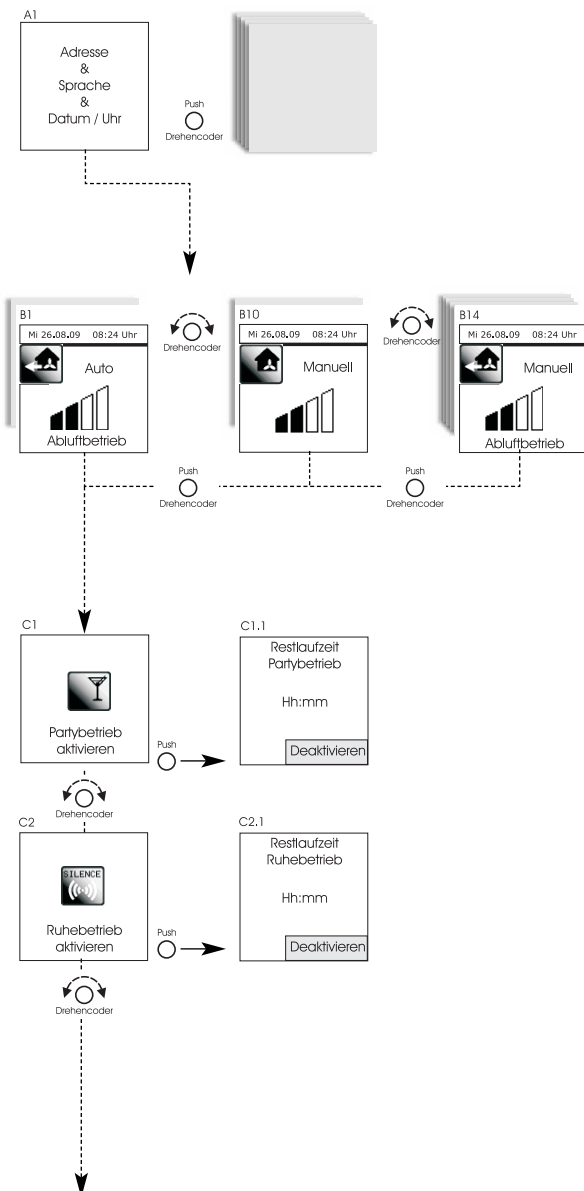 A1
Adresse
&
Sprache
&
Datum / Uhr
Push
Drehencoder
B1
Mi 26.08.09 08:24 Uhr
Auto
Abluftbetrieb
Drehencoder
B10
Mi 26.08.09 08:24 Uhr
Manuell
Drehencoder
B14
Mi 26.08.09 08:24 Uhr
Manuell
Abluftbetrieb
Push
Drehencoder
Push
Drehencoder
C1
Partybetrieb
aktivieren
Push
C1.1
Restlaufzeit
Partybetrieb
Hh:mm
Deaktivieren
Drehencoder
C2
SILENCE
Ruhebetrieb
aktivieren
Push
C2.1
Restlaufzeit
Ruhebetrieb
Hh:mm
Deaktivieren
Drehencoder